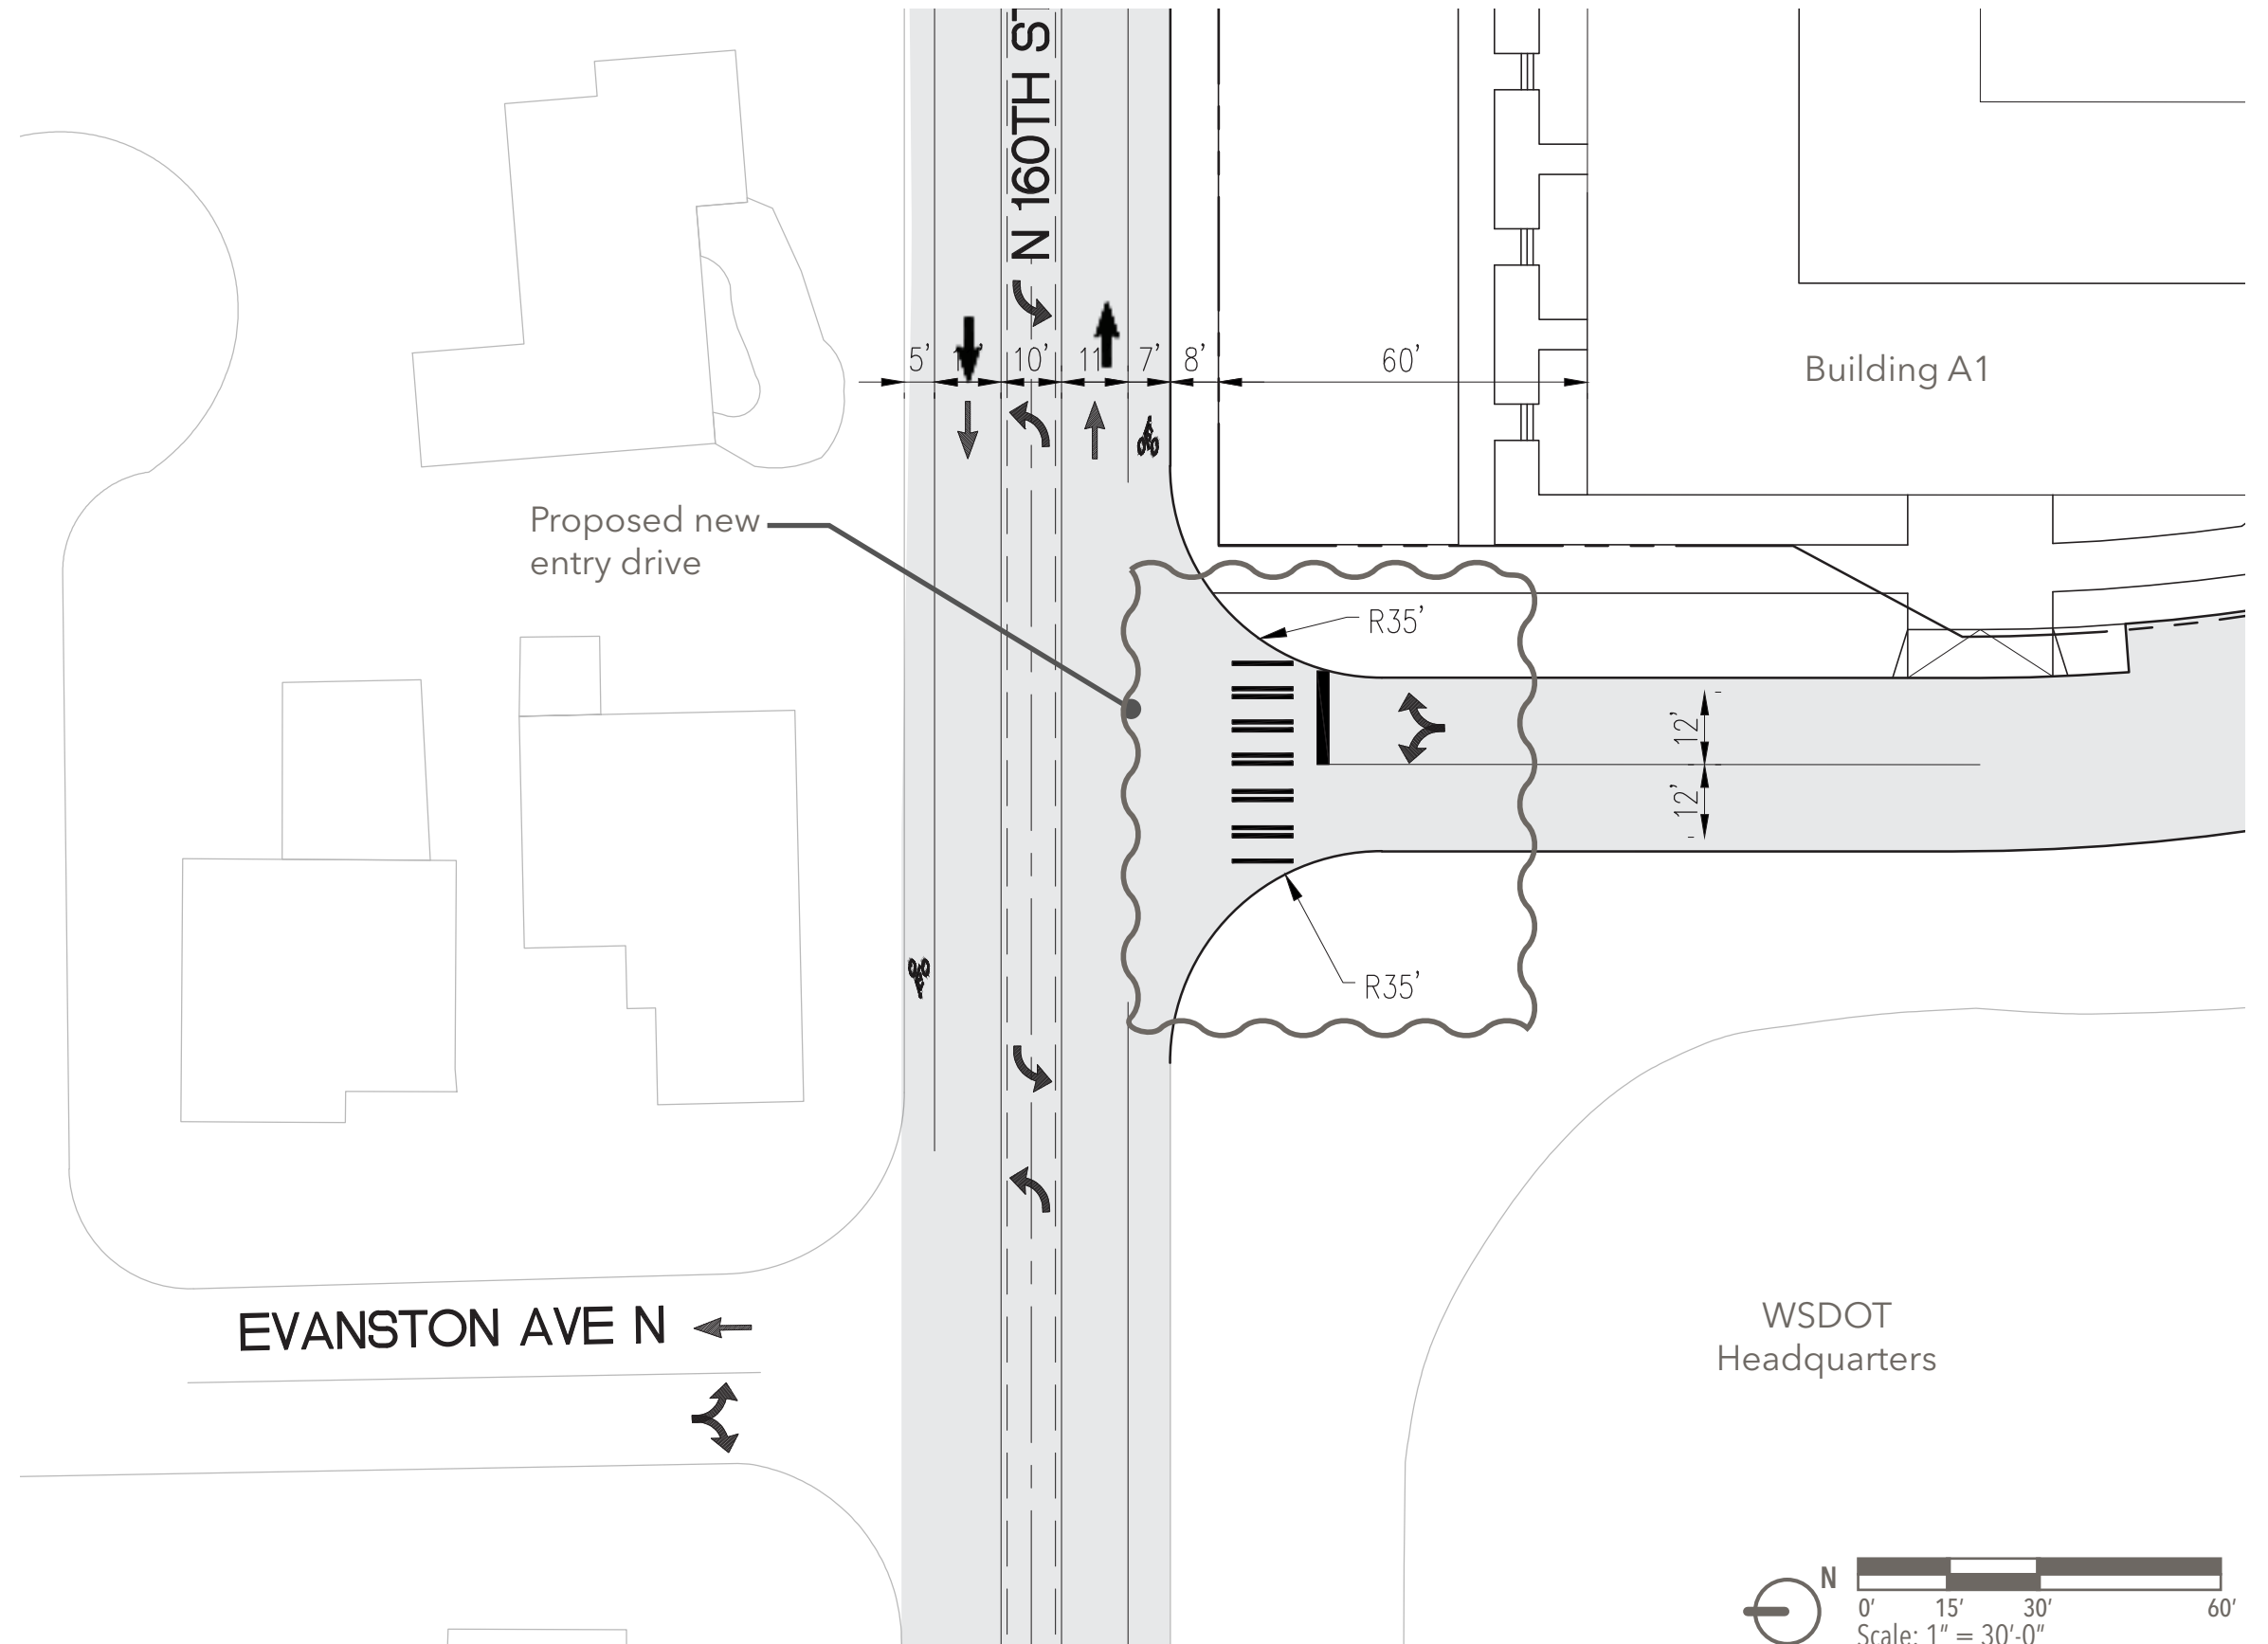 N 160TH ST
5'
10'
11'
7'
8'
60'
Building A1
Proposed new
entry drive
R35'
12'
12'
R35'
EVANSTON AVE N
WSDOT
Headquarters
N
0' 15' 30' 60'
Scale: 1" = 30'-0"